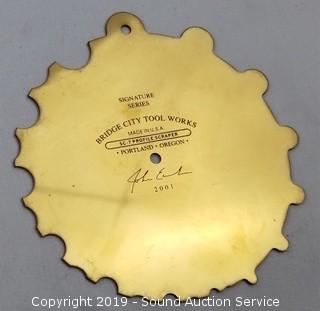 SIGNATURE
SERIES
BRIDGE CITY TOOL WORKS
MADE IN U.S.A.
SC-7 PROFILE SCRAPER
• PORTLAND • OREGON •
2001
Copyright 2019 - Sound Auction Service